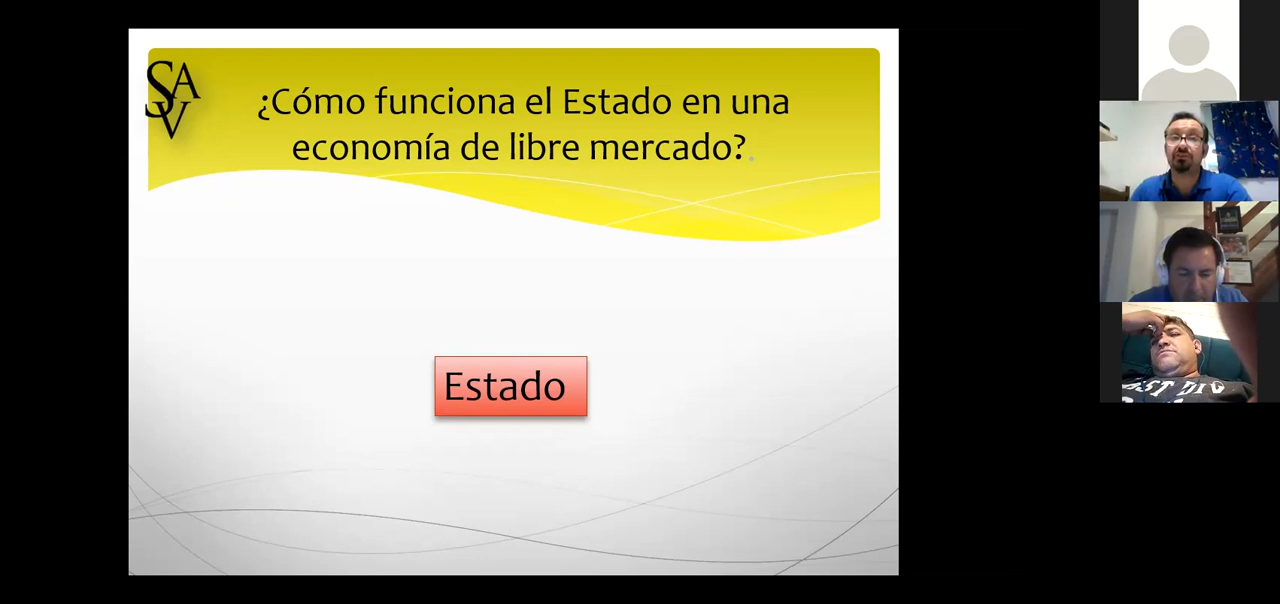 SAV
¿Cómo funciona el Estado en una
economía de libre mercado?.
Estado